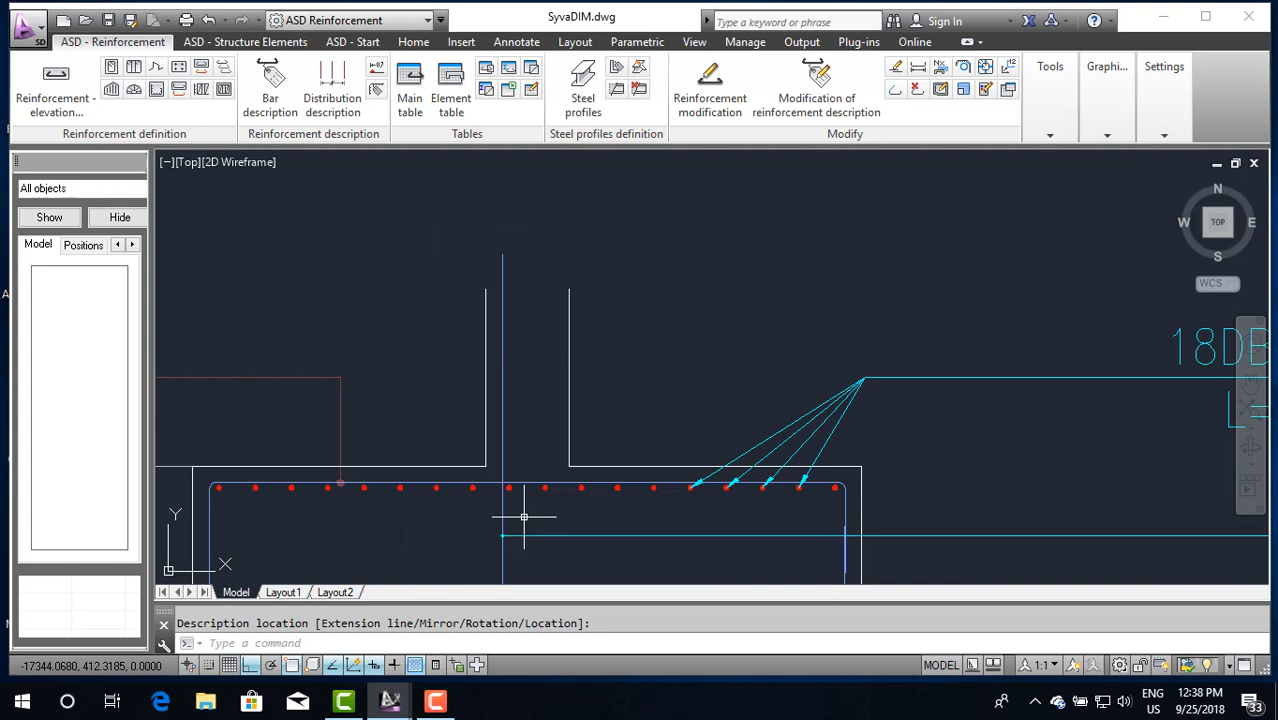 SyvaDIM.dwg
ASD Reinforcement
Type a keyword or phrase
Sign In
ASD - Reinforcement
ASD - Structure Elements
ASD - Start
Home
Insert
Annotate
Layout
Parametric
View
Manage
Output
Plug-ins
Online
Reinforcement -
elevation...
Bar
description
Distribution
description
Main
table
Element
table
Steel
profiles
Reinforcement
modification
Modification of
reinforcement description
Tools
Graphi...
Settings
Reinforcement definition
Reinforcement description
Tables
Steel profiles definition
Modify
[−][Top][2D Wireframe]
All objects
Show
Hide
Model
Positions
N
W
TOP
E
S
WCS
18DB
L=
Y
X
Model
Layout1
Layout2
Description location [Extension line/Mirror/Rotation/Location]:
Type a command
-17344.0680, 412.3185, 0.0000
MODEL
1:1
ENG
US
12:38 PM
9/25/2018
33